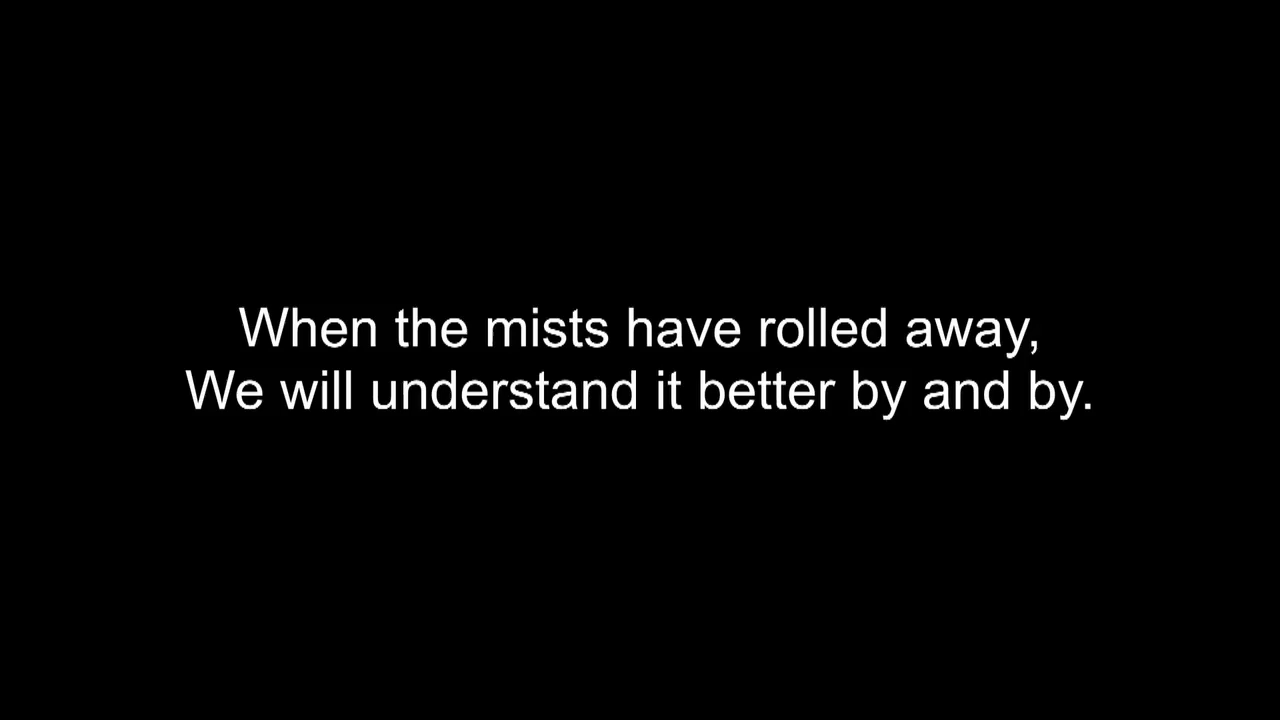 When the mists have rolled away,
We will understand it better by and by.